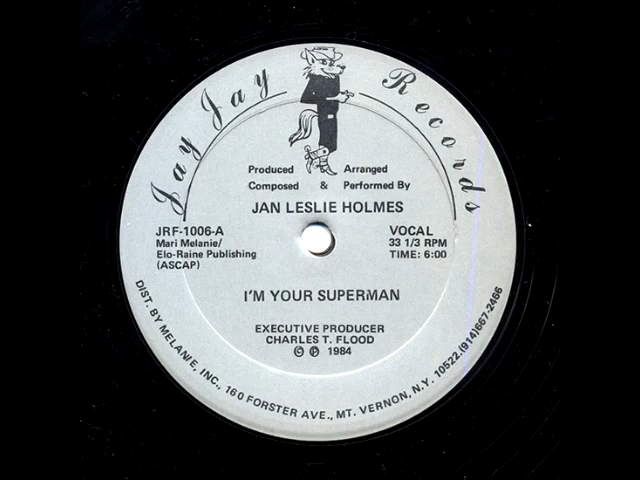 Jay Jay Records
Produced Arranged
Composed & Performed By
JAN LESLIE HOLMES
JRF-1006-A
Mari Melanie/
Elo-Raine Publishing
(ASCAP)
VOCAL
33 1/3 RPM
TIME: 6:00
I'M YOUR SUPERMAN
EXECUTIVE PRODUCER
CHARLES T. FLOOD
© ℗ 1984
DIST. BY MELANIE, INC., 160 FORSTER AVE., MT. VERNON, N.Y. 10522, (914) 667-2466